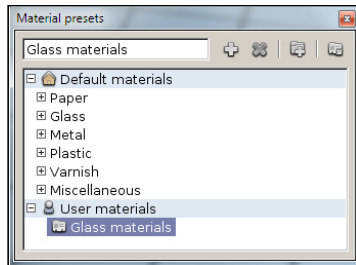 Material presets
Glass materials
Default materials
Paper
Glass
Metal
Plastic
Varnish
Miscellaneous
User materials
Glass materials